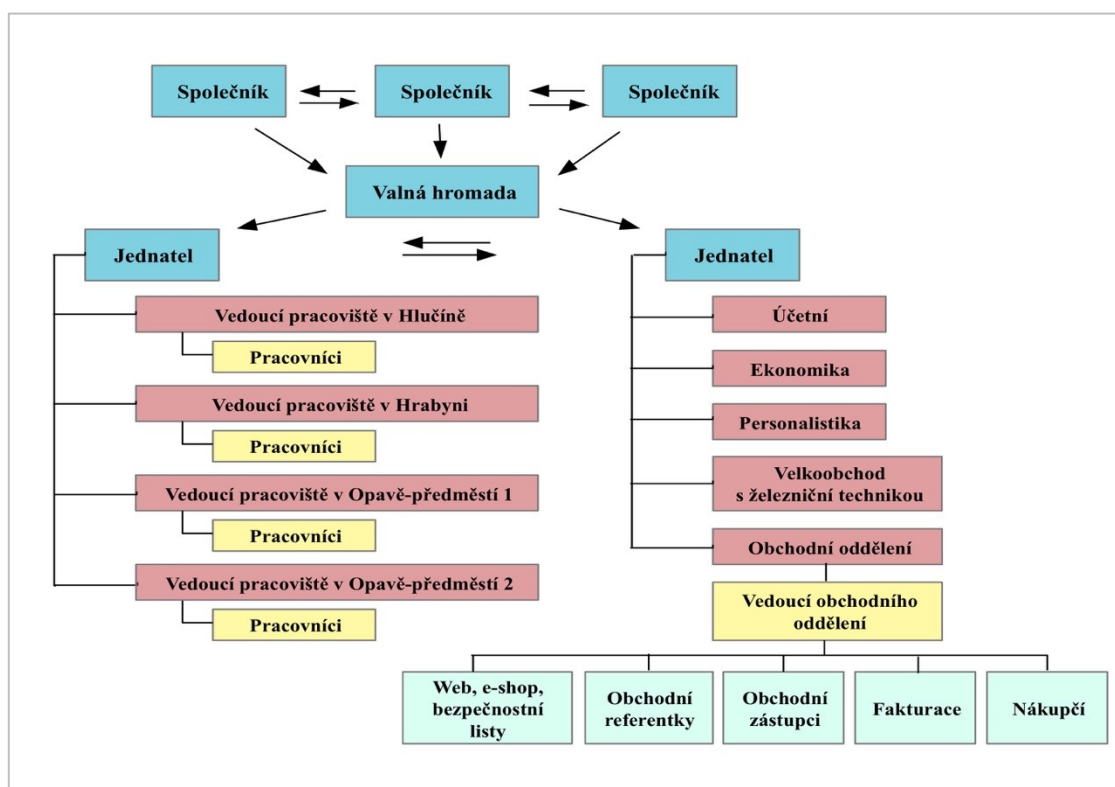 Společník
Společník
Společník
Valná hromada
Jednatel
Jednatel
Vedoucí pracoviště v Hlučíně
Pracovníci
Vedoucí pracoviště v Hrabyni
Pracovníci
Vedoucí pracoviště v Opavě-předměstí 1
Pracovníci
Vedoucí pracoviště v Opavě-předměstí 2
Pracovníci
Účetní
Ekonomika
Personalistika
Velkoobchod
s železniční technikou
Obchodní oddělení
Vedoucí obchodního
oddělení
Web, e-shop,
bezpečnostní
listy
Obchodní
referentky
Obchodní
zástupci
Fakturace
Nákupčí